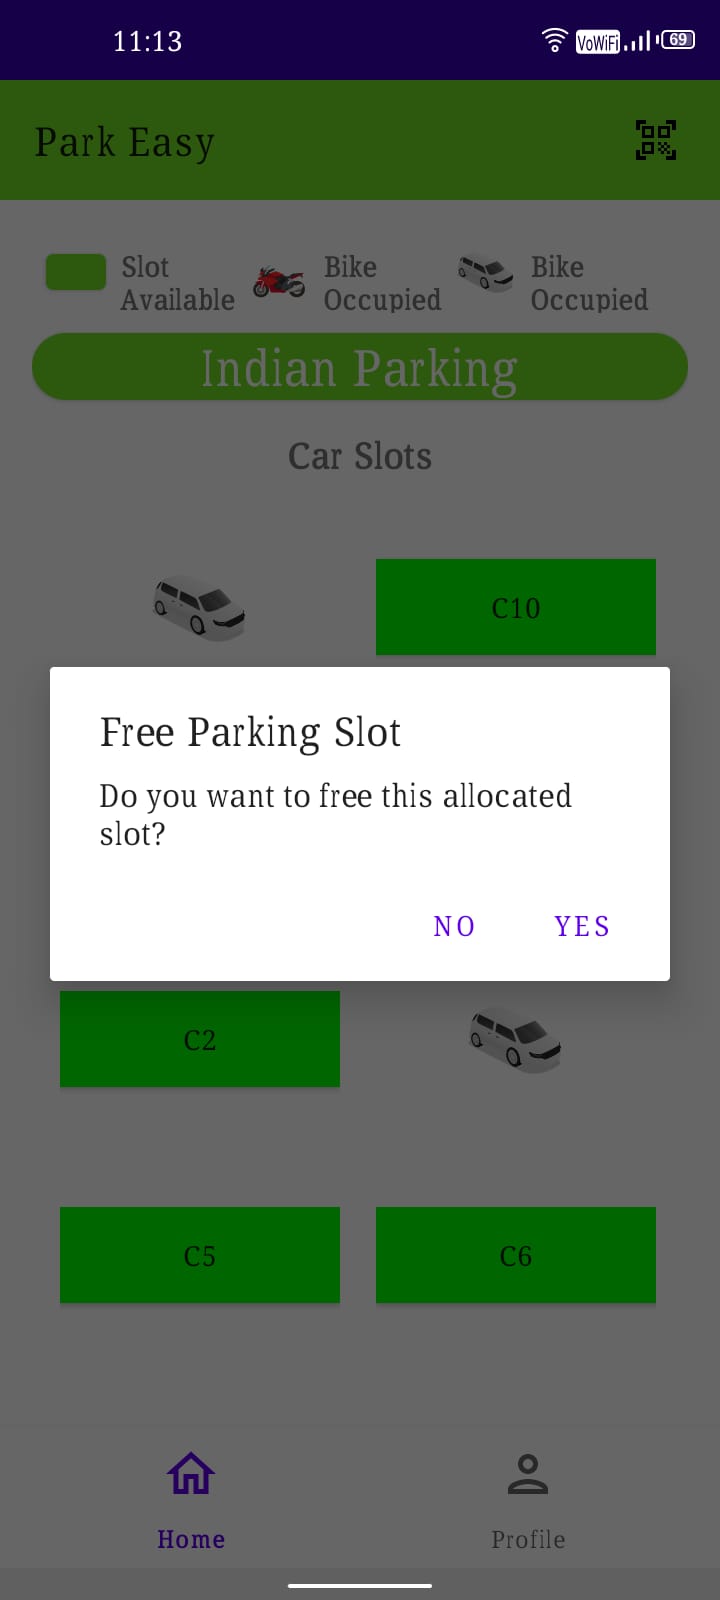 11:13
VoWiFi
69
Park Easy
Slot
Available
Bike
Occupied
Bike
Occupied
Indian Parking
Car Slots
C10
Free Parking Slot
Do you want to free this allocated
slot?
NO YES
C2
C5 C6
Home Profile